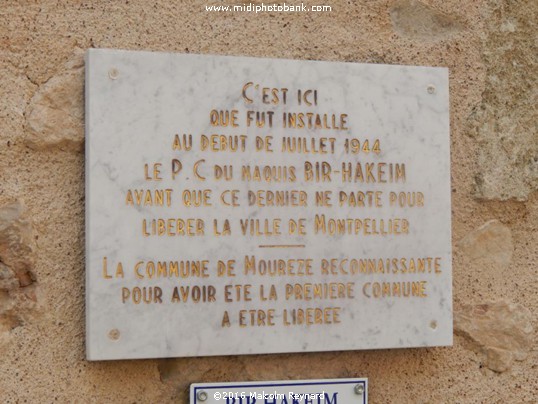 www.midiphotobank.com
C'EST ICI
QUE FUT INSTALLE
AU DEBUT DE JUILLET 1944
LE P.C DU MAQUIS BIR-HAKEIM
AVANT QUE CE DERNIER NE PARTE POUR
LIBERER LA VILLE DE MONTPELLIER
LA COMMUNE DE MOUREZE RECONNAISSANTE
POUR AVOIR ETE LA PREMIERE COMMUNE
A ETRE LIBEREE
©2016 Malcolm Reynard
BIR HAKEIM